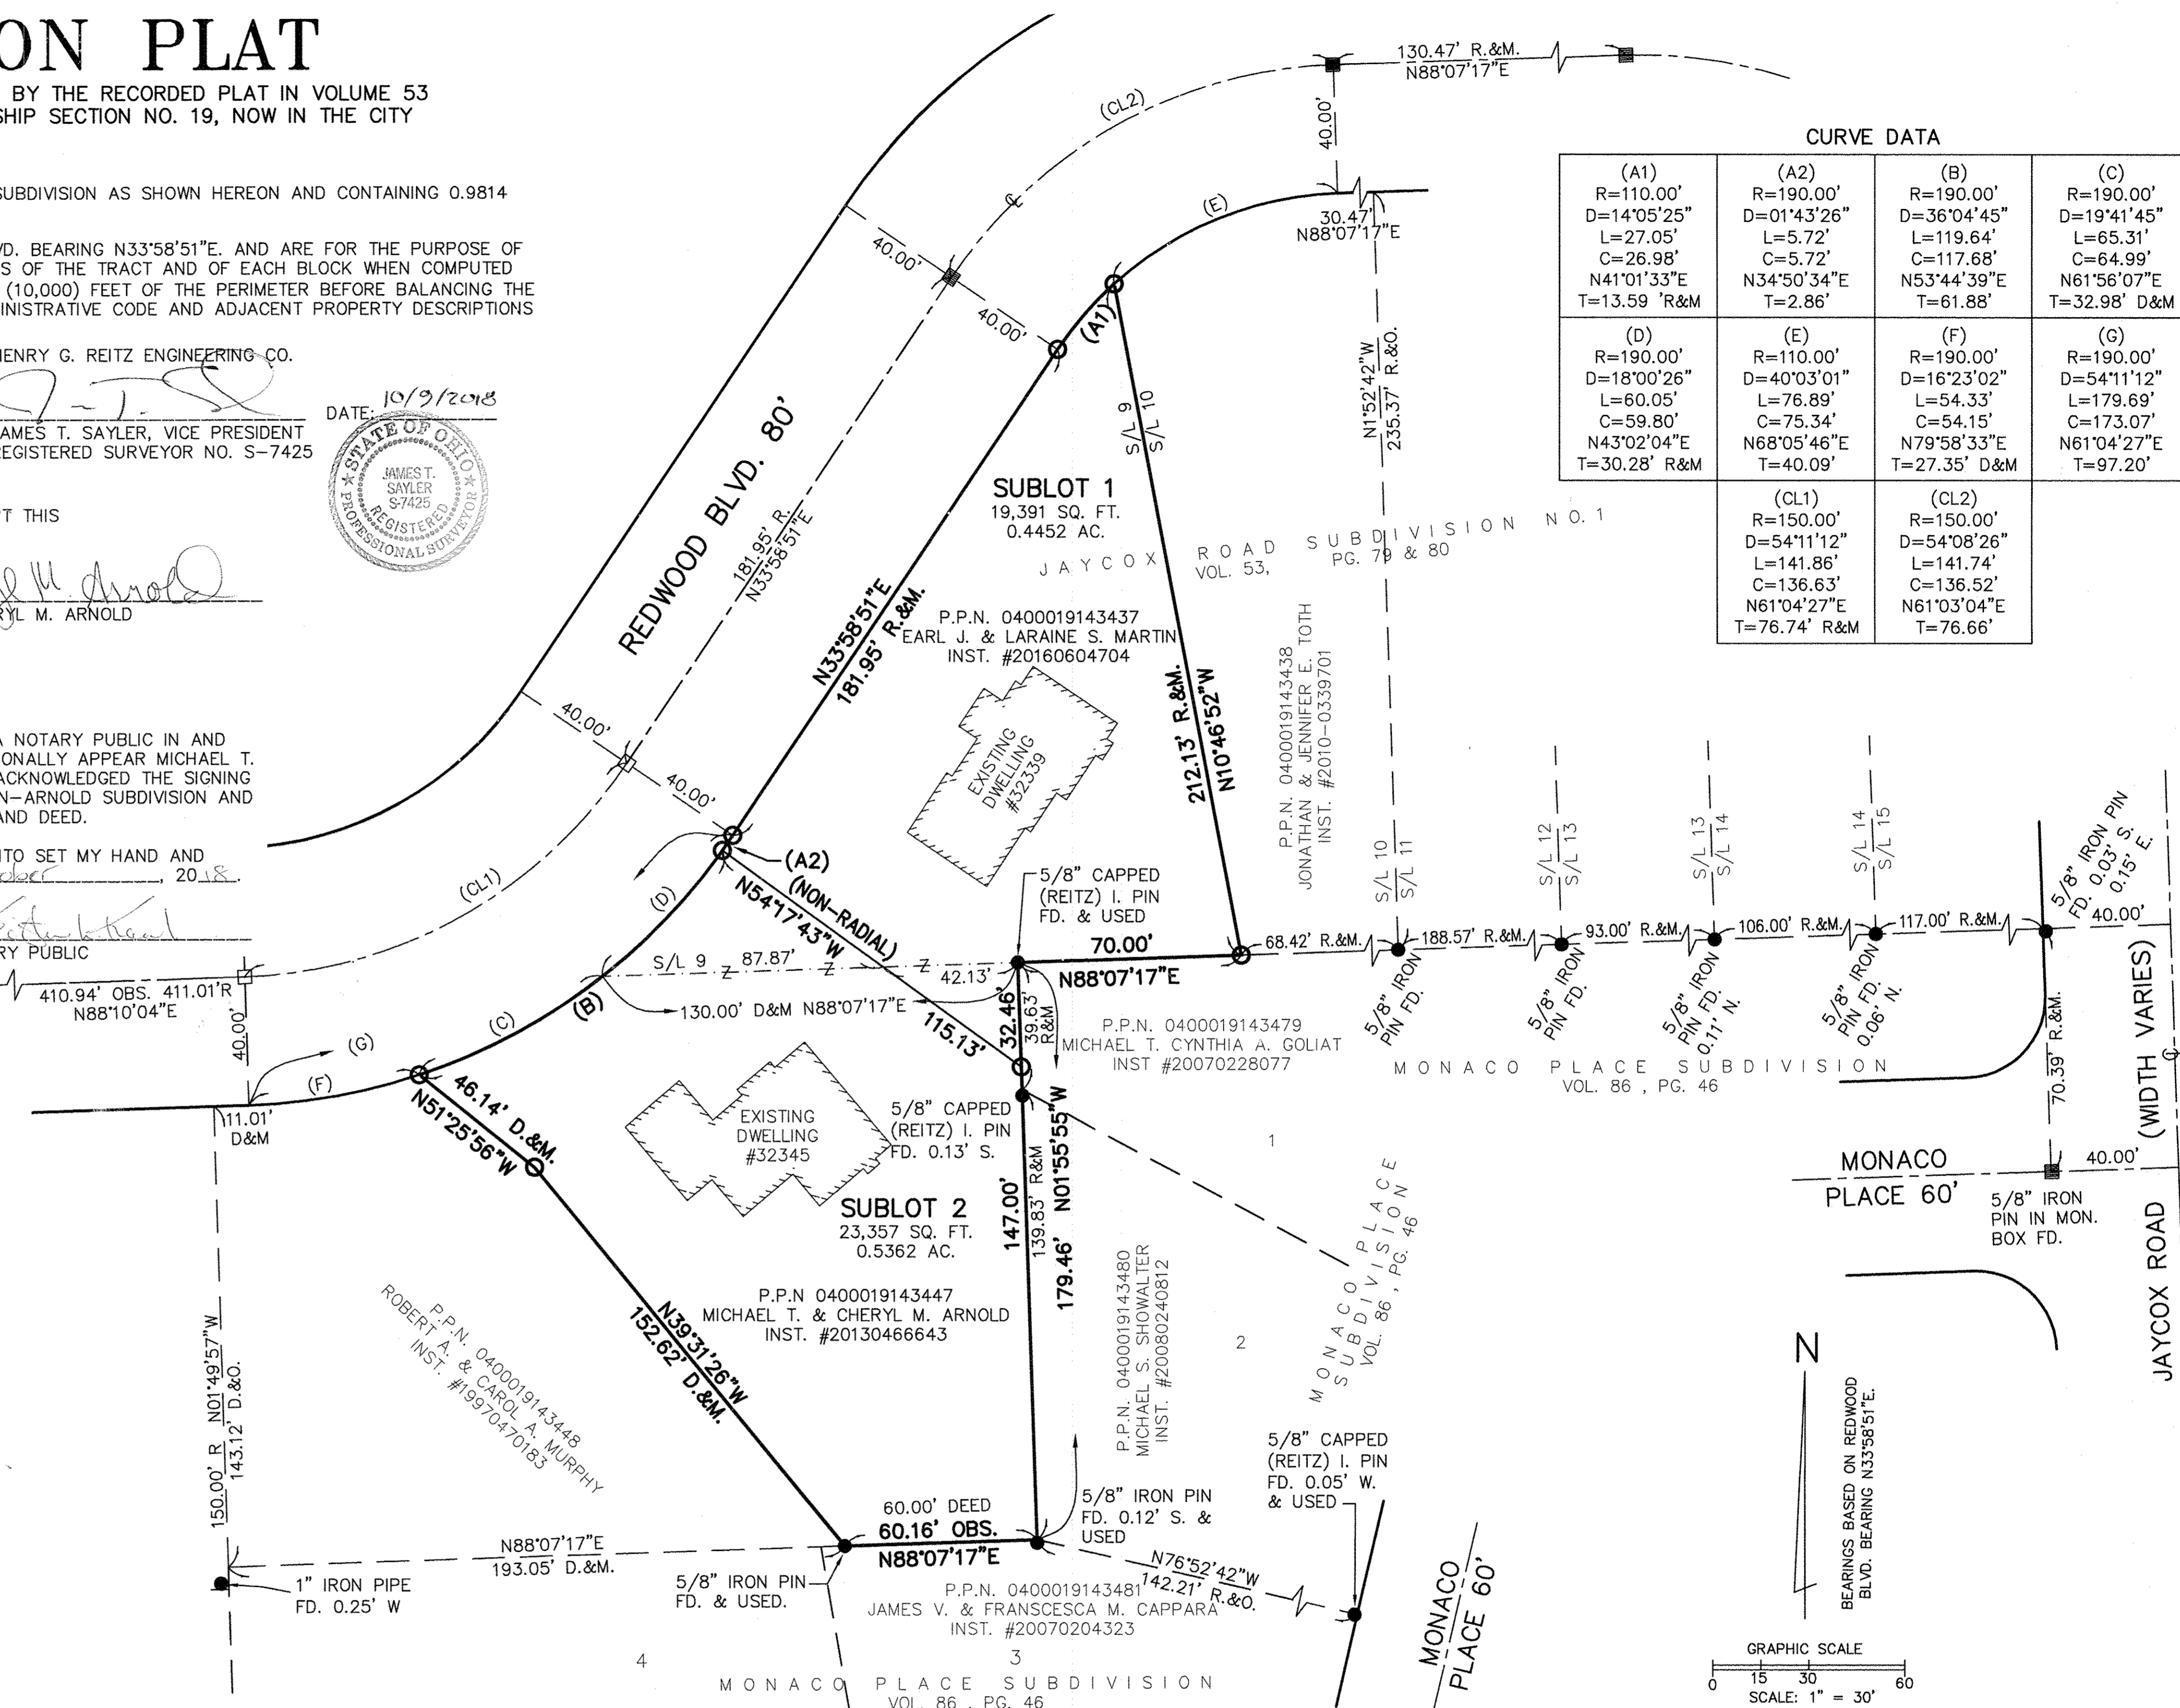 ON PLAT
BY THE RECORDED PLAT IN VOLUME 53
SHIP SECTION NO. 19, NOW IN THE CITY
SUBDIVISION AS SHOWN HEREON AND CONTAINING 0.9814
VD. BEARING N33°58'51"E. AND ARE FOR THE PURPOSE OF
S OF THE TRACT AND OF EACH BLOCK WHEN COMPUTED
(10,000) FEET OF THE PERIMETER BEFORE BALANCING THE
INISTRATIVE CODE AND ADJACENT PROPERTY DESCRIPTIONS
HENRY G. REITZ ENGINEERING CO.
DATE: 10/9/2018
JAMES T. SAYLER, VICE PRESIDENT
REGISTERED SURVEYOR NO. S-7425
STATE OF OHIO
JAMES T.
SAYLER
S-7425
REGISTERED
PROFESSIONAL SURVEYOR
PT THIS
M. Arnold
RYL M. ARNOLD
A NOTARY PUBLIC IN AND
ONALLY APPEAR MICHAEL T.
ACKNOWLEDGED THE SIGNING
N-ARNOLD SUBDIVISION AND
AND DEED.
NTO SET MY HAND AND
ober, 2018.
RY PUBLIC
410.94' OBS. 411.01'R
N88°10'04"E
40.00'
(G)
(F)
11.01'
D&M
150.00' R N01°49'57"W
143.12' D.&O.
1" IRON PIPE
FD. 0.25' W
N88°07'17"E
193.05' D.&M.
P.P.N. 0400019143448
ROBERT A. & CAROL A. MURPHY
INST. #19970470183
REDWOOD BLVD. 80'
181.95' R.
N33°58'51"E
40.00'
40.00'
40.00'
40.00'
(CL1)
(CL2)
130.47' R.&M.
N88°07'17"E
40.00'
(E)
30.47'
N88°07'17"E
(A1)
S/L 9
S/L 10
N1°52'42"W
235.37' R.&O.
SUBLOT 1
19,391 SQ. FT.
0.4452 AC.
JAYCOX ROAD SUBDIVISION NO.1
VOL. 53, PG. 79 & 80
N33°58'51"E
181.95' R.&M.
P.P.N. 0400019143437
EARL J. & LARAINE S. MARTIN
INST. #20160604704
EXISTING
DWELLING
#32339
212.13' R.&M.
N10°46'52"W
P.P.N. 0400019143438
JONATHAN & JENNIFER E. TOTH
INST. #2010-0339701
(A2)
(NON-RADIAL)
N54°17'43"W
115.13'
(D)
(C)
(B)
S/L 9 Z 87.87' Z Z
42.13'
130.00' D&M N88°07'17"E
5/8" CAPPED
(REITZ) I. PIN
FD. & USED
70.00'
N88°07'17"E
32.46'
39.63'
R&M
68.42' R.&M.
188.57' R.&M.
93.00' R.&M.
106.00' R.&M.
117.00' R.&M.
40.00'
S/L 10
S/L 11
S/L 12
S/L 13
S/L 13
S/L 14
S/L 14
S/L 15
5/8" IRON PIN
FD. 0.03' S.
0.15' E.
5/8" IRON
PIN FD.
5/8" IRON
PIN FD.
5/8" IRON
PIN FD.
0.11' N.
5/8" IRON
PIN FD.
0.06' N.
P.P.N. 0400019143479
MICHAEL T. CYNTHIA A. GOLIAT
INST #20070228077
MONACO PLACE SUBDIVISION
VOL. 86 , PG. 46
46.14' D.&M.
N51°25'56"W
EXISTING
DWELLING
#32345
5/8" CAPPED
(REITZ) I. PIN
FD. 0.13' S.
SUBLOT 2
23,357 SQ. FT.
0.5362 AC.
P.P.N 0400019143447
MICHAEL T. & CHERYL M. ARNOLD
INST. #20130466643
N39°31'26"W
152.62' D.&M.
147.00'
139.83' R&M
179.46' N01°55'55"W
1
2
P.P.N. 0400019143480
MICHAEL S. SHOWALTER
INST. #20080240812
MONACO PLACE
SUBDIVISION
VOL. 86 , PG. 46
60.00' DEED
60.16' OBS.
N88°07'17"E
5/8" IRON PIN
FD. 0.12' S. &
USED
5/8" CAPPED
(REITZ) I. PIN
FD. 0.05' W.
& USED
5/8" IRON PIN
FD. & USED.
N76°52'42"W
142.21' R.&O.
P.P.N. 0400019143481
JAMES V. & FRANSCESCA M. CAPPARA
INST. #20070204323
4
3
MONACO PLACE SUBDIVISION
VOL. 86 , PG. 46
MONACO
PLACE 60'
70.39' R.&M.
MONACO
PLACE 60'
40.00'
5/8" IRON
PIN IN MON.
BOX FD.
JAYCOX ROAD (WIDTH VARIES)
N
BEARINGS BASED ON REDWOOD
BLVD. BEARING N33°58'51"E.
GRAPHIC SCALE
0 15 30 60
SCALE: 1" = 30'
CURVE DATA
(A1)
R=110.00'
D=14°05'25"
L=27.05'
C=26.98'
N41°01'33"E
T=13.59 'R&M
(A2)
R=190.00'
D=01°43'26"
L=5.72'
C=5.72'
N34°50'34"E
T=2.86'
(B)
R=190.00'
D=36°04'45"
L=119.64'
C=117.68'
N53°44'39"E
T=61.88'
(C)
R=190.00'
D=19°41'45"
L=65.31'
C=64.99'
N61°56'07"E
T=32.98' D&M
(D)
R=190.00'
D=18°00'26"
L=60.05'
C=59.80'
N43°02'04"E
T=30.28' R&M
(E)
R=110.00'
D=40°03'01"
L=76.89'
C=75.34'
N68°05'46"E
T=40.09'
(F)
R=190.00'
D=16°23'02"
L=54.33'
C=54.15'
N79°58'33"E
T=27.35' D&M
(G)
R=190.00'
D=54°11'12"
L=179.69'
C=173.07'
N61°04'27"E
T=97.20'
(CL1)
R=150.00'
D=54°11'12"
L=141.86'
C=136.63'
N61°04'27"E
T=76.74' R&M
(CL2)
R=150.00'
D=54°08'26"
L=141.74'
C=136.52'
N61°03'04"E
T=76.66'